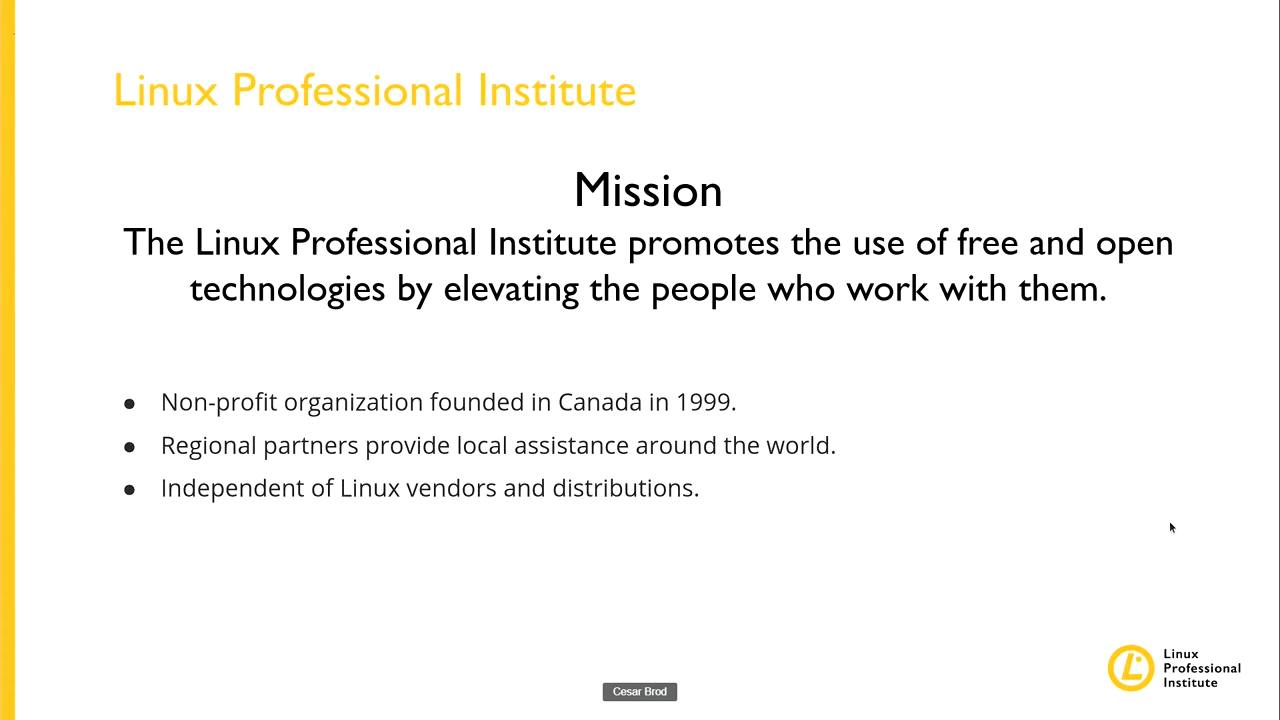 Linux Professional Institute
Mission
The Linux Professional Institute promotes the use of free and open
technologies by elevating the people who work with them.
● Non-profit organization founded in Canada in 1999.
● Regional partners provide local assistance around the world.
● Independent of Linux vendors and distributions.
Linux
Professional
Institute
Cesar Brod